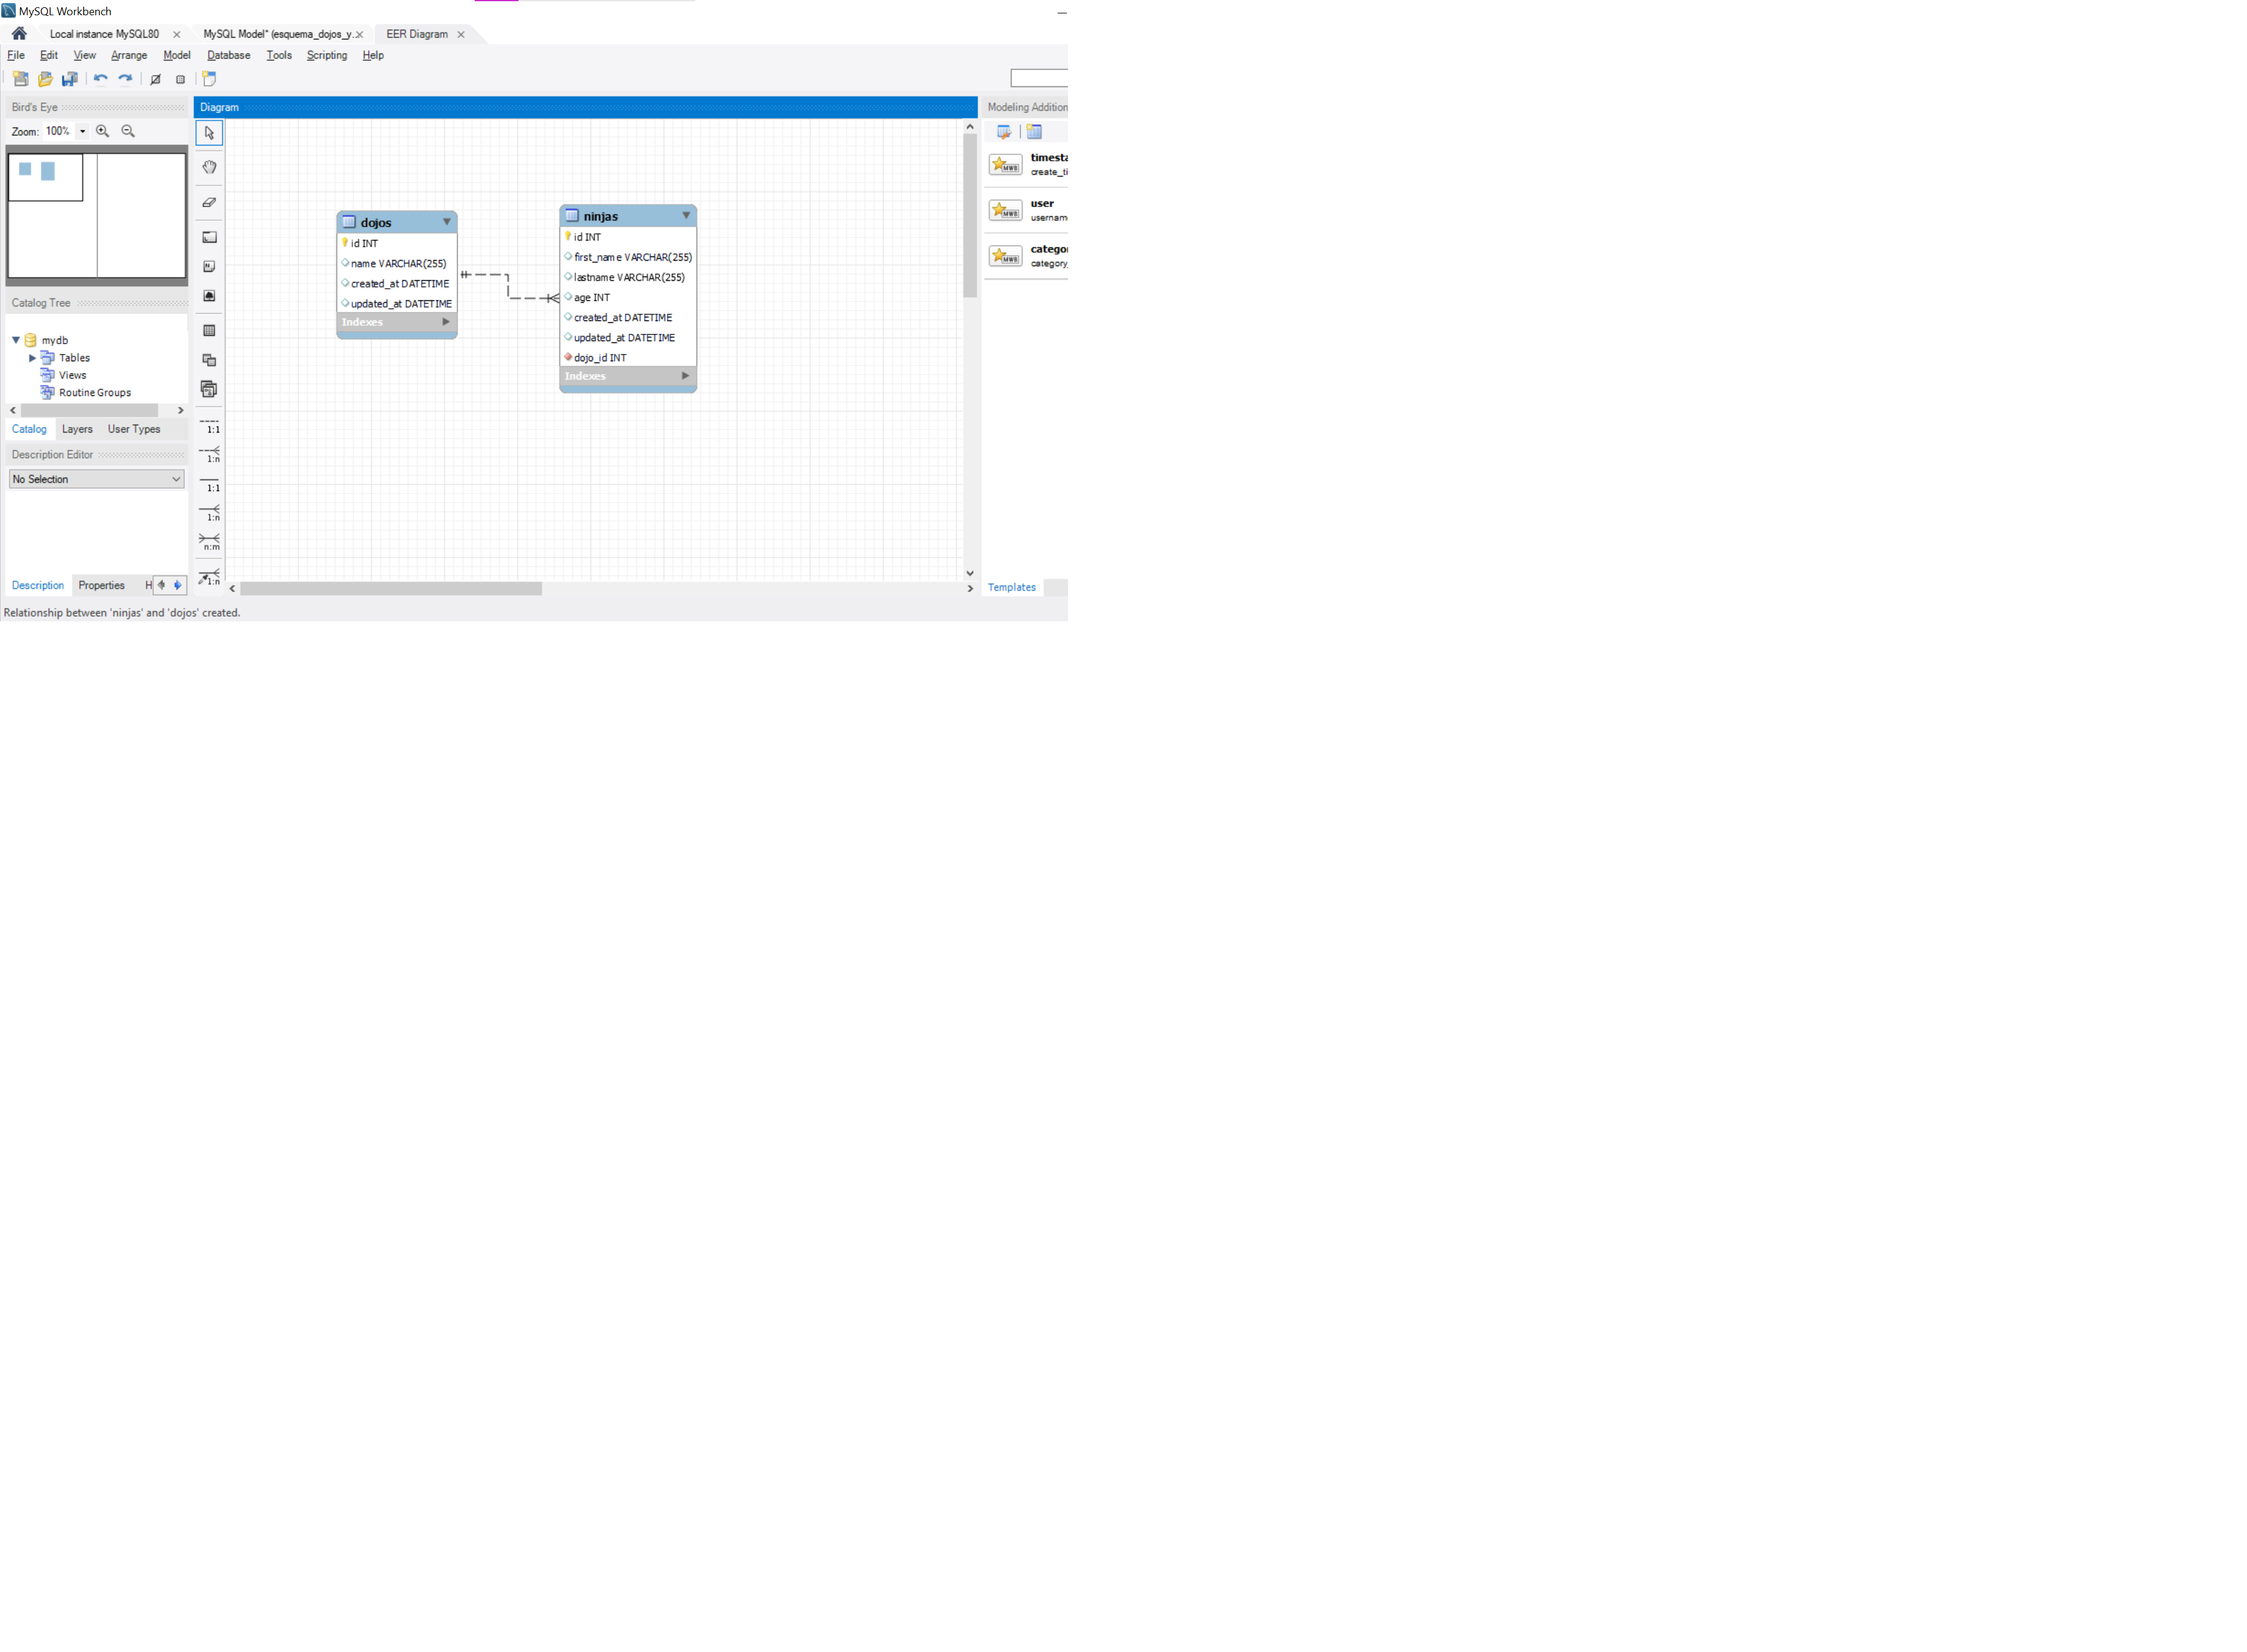 MySQL Workbench
Local instance MySQL80
MySQL Model* (esquema_dojos_y..
EER Diagram
File Edit View Arrange Model Database Tools Scripting Help
Bird's Eye
Zoom: 100%
Catalog Tree
mydb
Tables
Views
Routine Groups
Catalog Layers User Types
Description Editor
No Selection
Description Properties H
Diagram
1:1
1:n
1:1
1:n
n:m
1:n
dojos
id INT
name VARCHAR(255)
created_at DATETIME
updated_at DATETIME
Indexes
ninjas
id INT
first_name VARCHAR(255)
lastname VARCHAR(255)
age INT
created_at DATETIME
updated_at DATETIME
dojo_id INT
Indexes
Modeling Addition
MWB
timesta
create_ti
MWB
user
usernam
MWB
catego
category
Templates
Relationship between 'ninjas' and 'dojos' created.